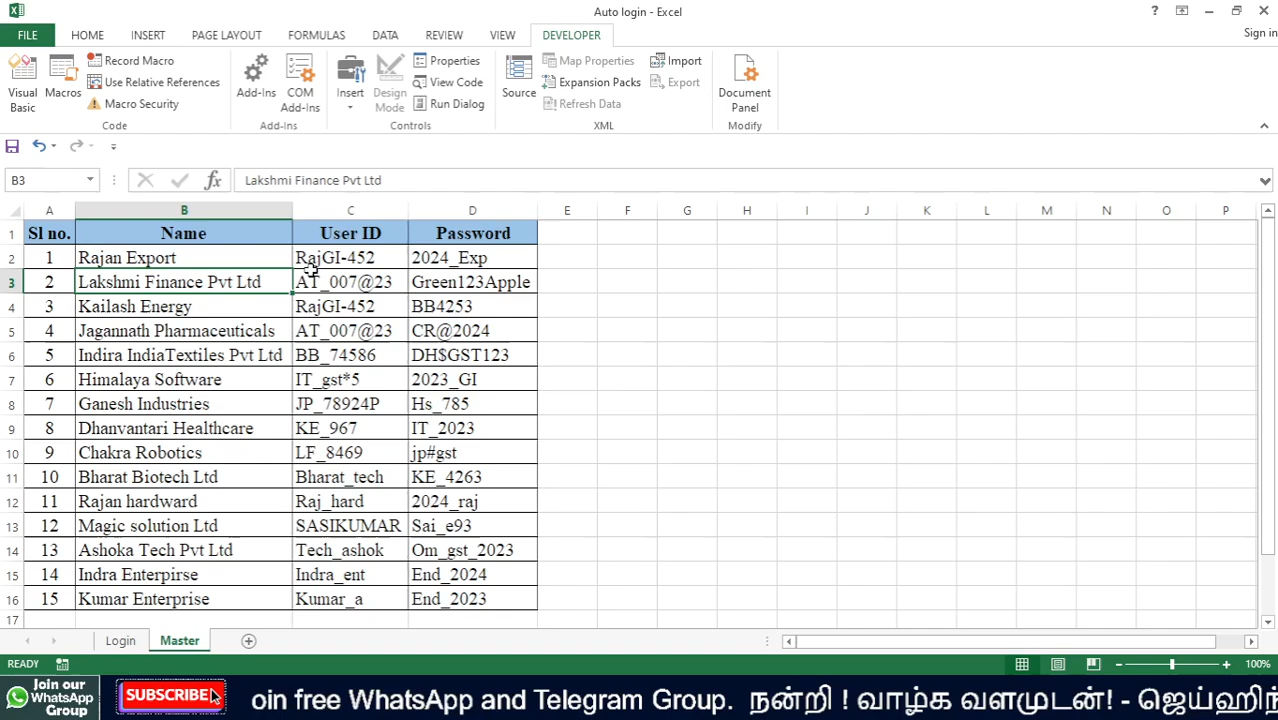 Auto login - Excel
FILE HOME INSERT PAGE LAYOUT FORMULAS DATA REVIEW VIEW DEVELOPER Sign in
Visual Basic
Macros
Record Macro
Use Relative References
Macro Security
Code
Add-Ins
COM Add-Ins
Add-Ins
Insert
Design Mode
Properties
View Code
Run Dialog
Controls
Source
Map Properties
Expansion Packs
Refresh Data
Import
Export
XML
Document Panel
Modify
B3 fx Lakshmi Finance Pvt Ltd
A B C D E F G H I J K L M N O P
1 Sl no. Name User ID Password
2 1 Rajan Export RajGI-452 2024_Exp
3 2 Lakshmi Finance Pvt Ltd AT_007@23 Green123Apple
4 3 Kailash Energy RajGI-452 BB4253
5 4 Jagannath Pharmaceuticals AT_007@23 CR@2024
6 5 Indira IndiaTextiles Pvt Ltd BB_74586 DH$GST123
7 6 Himalaya Software IT_gst*5 2023_GI
8 7 Ganesh Industries JP_78924P Hs_785
9 8 Dhanvantari Healthcare KE_967 IT_2023
10 9 Chakra Robotics LF_8469 jp#gst
11 10 Bharat Biotech Ltd Bharat_tech KE_4263
12 11 Rajan hardward Raj_hard 2024_raj
13 12 Magic solution Ltd SASIKUMAR Sai_e93
14 13 Ashoka Tech Pvt Ltd Tech_ashok Om_gst_2023
15 14 Indra Enterpirse Indra_ent End_2024
16 15 Kumar Enterprise Kumar_a End_2023
17
Login Master
READY 100%
Join our WhatsApp Group
SUBSCRIBE
oin free WhatsApp and Telegram Group. நன்றி ! வாழ்க வளமுடன்! - ஜெய்ஹிந்